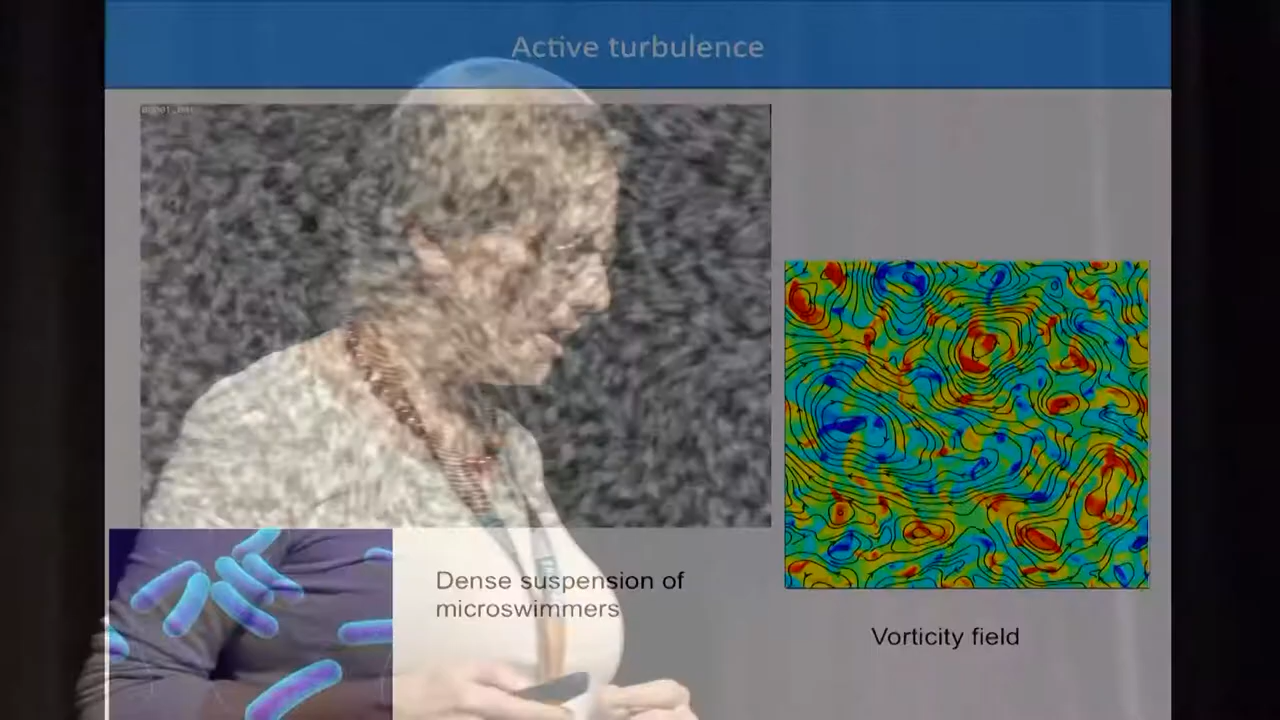 Active turbulence
Dense suspension of
microswimmers
Vorticity field